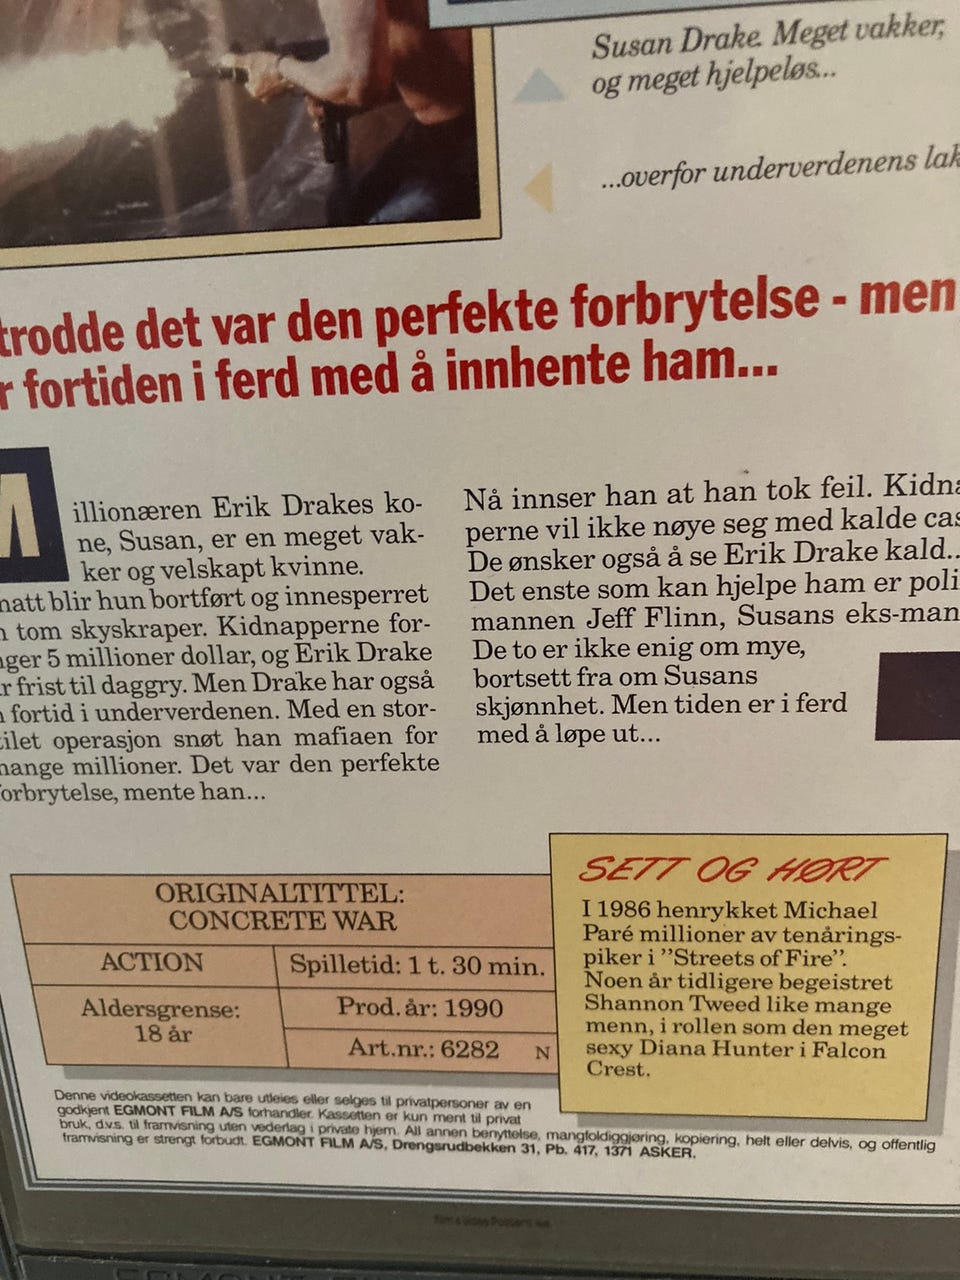 Susan Drake. Meget vakker,
og meget hjelpeløs...
...overfor underverdenens
trodde det var den perfekte forbrytelse - men
fortiden i ferd med å innhente ham...
M
illionæren Erik Drakes ko-
ne, Susan, er en meget vak-
ker og velskapt kvinne.
natt blir hun bortført og innesperret
tom skyskraper. Kidnapperne for-
ger 5 millioner dollar, og Erik Drake
r frist til daggry. Men Drake har også
fortid i underverdenen. Med en stor-
ilet operasjon snøt han mafiaen for
mange millioner. Det var den perfekte
forbrytelse, mente han...
Nå innser han at han tok feil. Kidna
perne vil ikke nøye seg med kalde cas
De ønsker også å se Erik Drake kald..
Det enste som kan hjelpe ham er poli
mannen Jeff Flinn, Susans eks-man
De to er ikke enig om mye,
bortsett fra om Susans
skjønnhet. Men tiden er i ferd
med å løpe ut...
ORIGINALTITTEL:
CONCRETE WAR
ACTION
Spilletid: 1 t. 30 min.
Aldersgrense:
18 år
Prod. år: 1990
Art.nr.: 6282 N
SETT OG HØRT
I 1986 henrykket Michael
Paré millioner av tenårings-
piker i "Streets of Fire".
Noen år tidligere begeistret
Shannon Tweed like mange
menn, i rollen som den meget
sexy Diana Hunter i Falcon
Crest.
Denne videokassetten kan bare utleies eller selges til privatpersoner av en
godkjent EGMONT FILM A/S forhandler. Kassetten er kun ment til privat
bruk, d.v.s. til framvisning uten vederlag i private hjem. All annen benyttelse, mangfoldiggjøring, kopiering, helt eller delvis, og offentlig
framvisning er strengt forbudt. EGMONT FILM A/S, Drengsrudbekken 31, Pb. 417, 1371 ASKER.